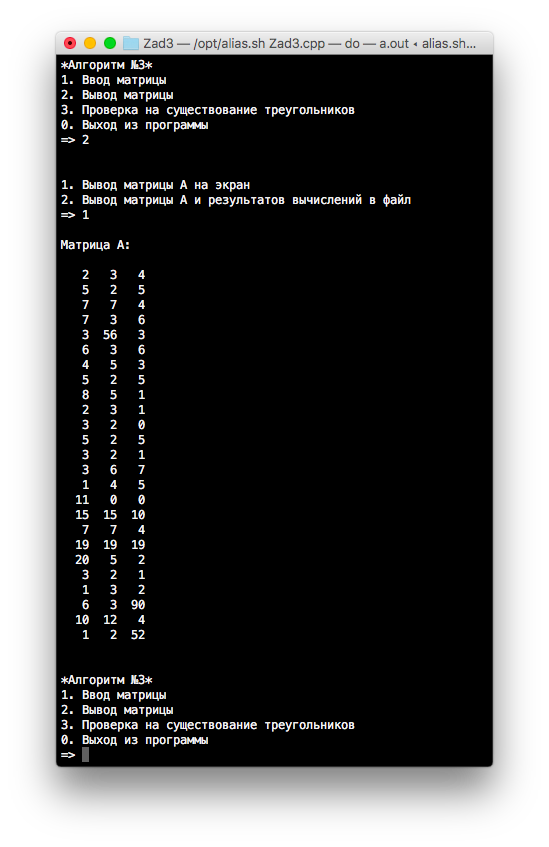 Zad3 — /opt/alias.sh Zad3.cpp — do — a.out ‹ alias.sh…
*Алгоритм №3*
1. Ввод матрицы
2. Вывод матрицы
3. Проверка на существование треугольников
0. Выход из программы
=> 2
1. Вывод матрицы А на экран
2. Вывод матрицы А и результатов вычислений в файл
=> 1
Матрица А:
2 3 4
5 2 5
7 7 4
7 3 6
3 56 3
6 3 6
4 5 3
5 2 5
8 5 1
2 3 1
3 2 0
5 2 5
3 2 1
3 6 7
1 4 5
11 0 0
15 15 10
7 7 4
19 19 19
20 5 2
3 2 1
1 3 2
6 3 90
10 12 4
1 2 52
*Алгоритм №3*
1. Ввод матрицы
2. Вывод матрицы
3. Проверка на существование треугольников
0. Выход из программы
=>